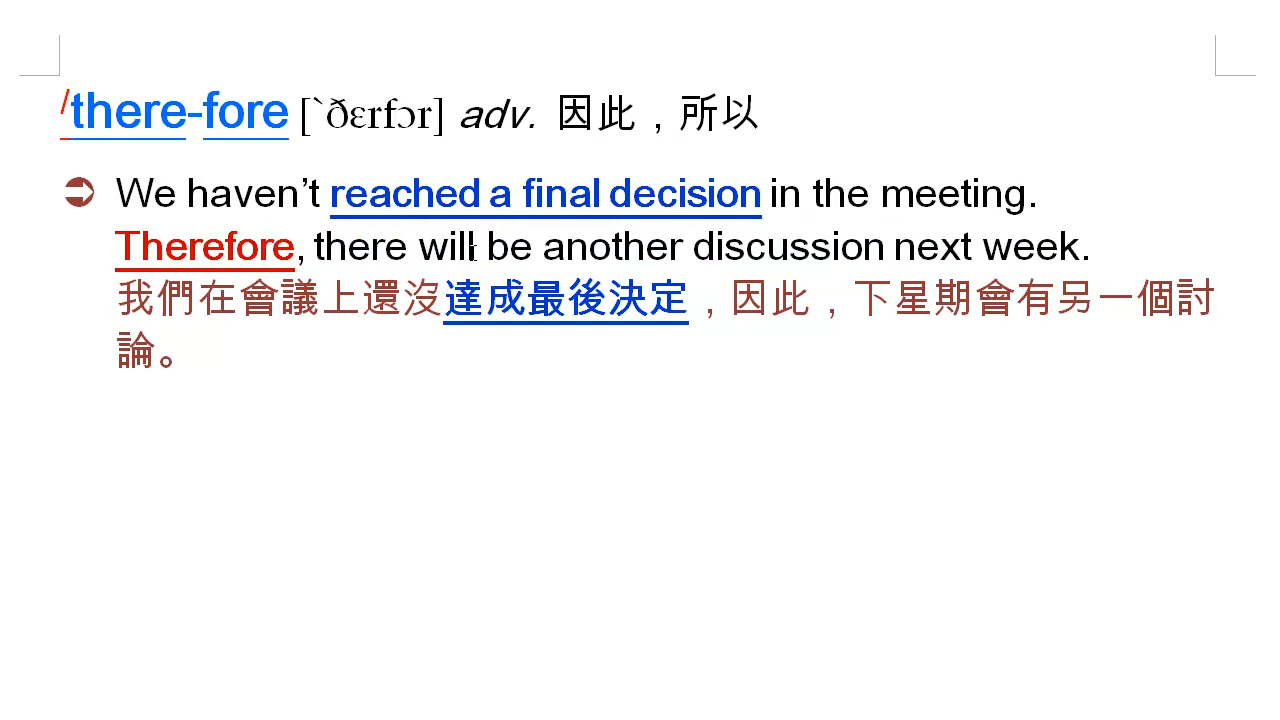 /there-fore [ˋðɛrfɔr] adv. 因此，所以
➲ We haven’t reached a final decision in the meeting.
Therefore, there will be another discussion next week.
我們在會議上還沒達成最後決定，因此，下星期會有另一個討
論。